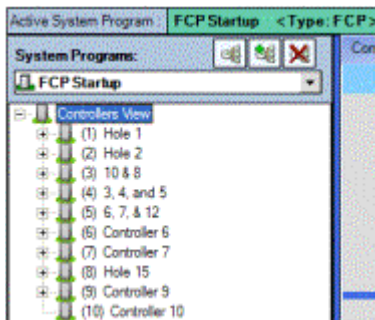 Active System Program : FCP Startup <Type: FCP>
System Programs:
Con
FCP Startup
Controllers View
(1) Hole 1
(2) Hole 2
(3) 10 & 8
(4) 3, 4, and 5
(5) 6, 7, & 12
(6) Controller 6
(7) Controller 7
(8) Hole 15
(9) Controller 9
(10) Controller 10